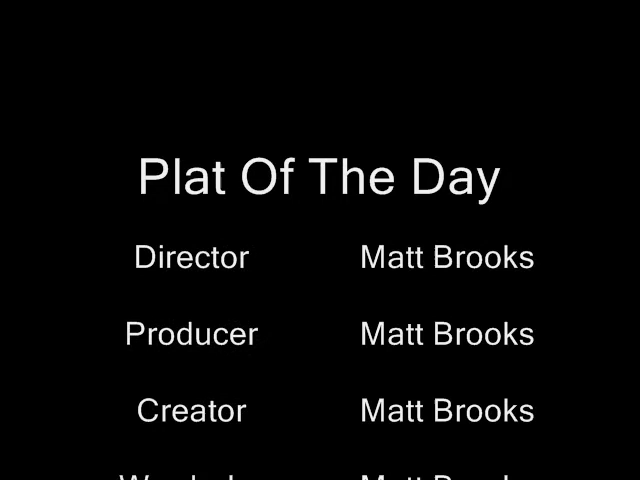 Plat Of The Day
Director Matt Brooks
Producer Matt Brooks
Creator Matt Brooks